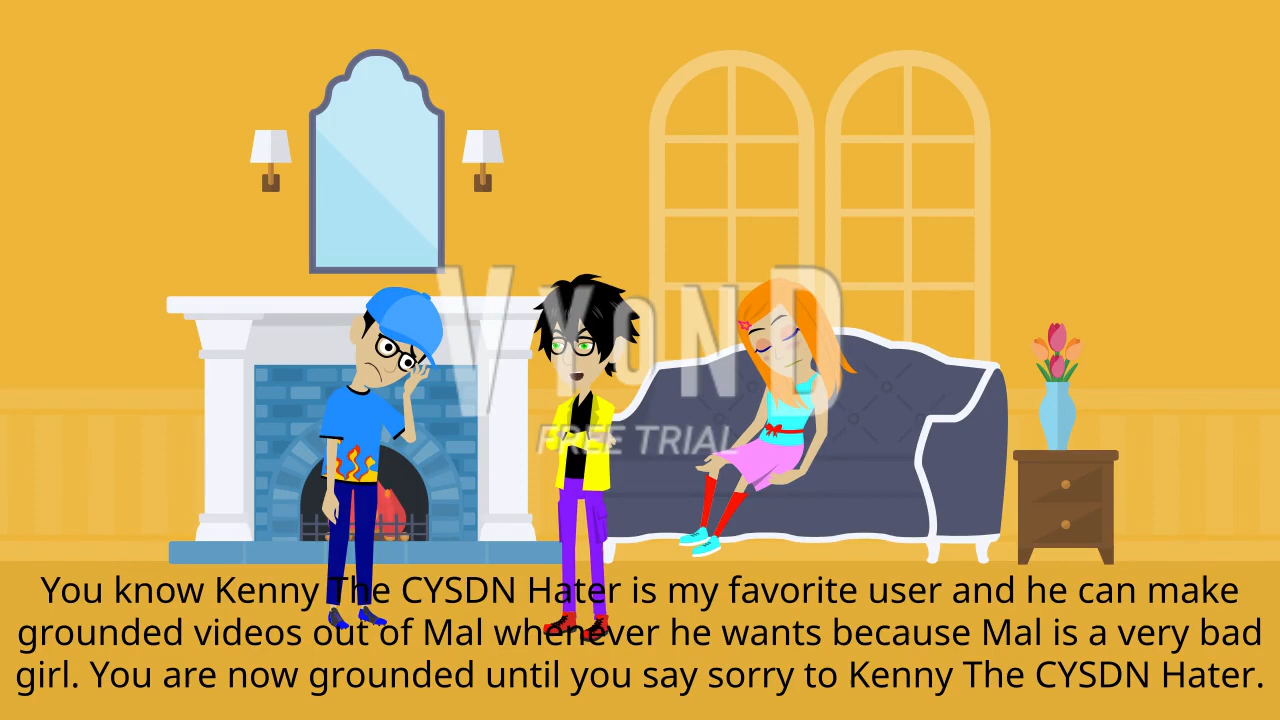 VYOND
FREE TRIAL
You know Kenny The CYSDN Hater is my favorite user and he can make
grounded videos out of Mal whenever he wants because Mal is a very bad
girl. You are now grounded until you say sorry to Kenny The CYSDN Hater.